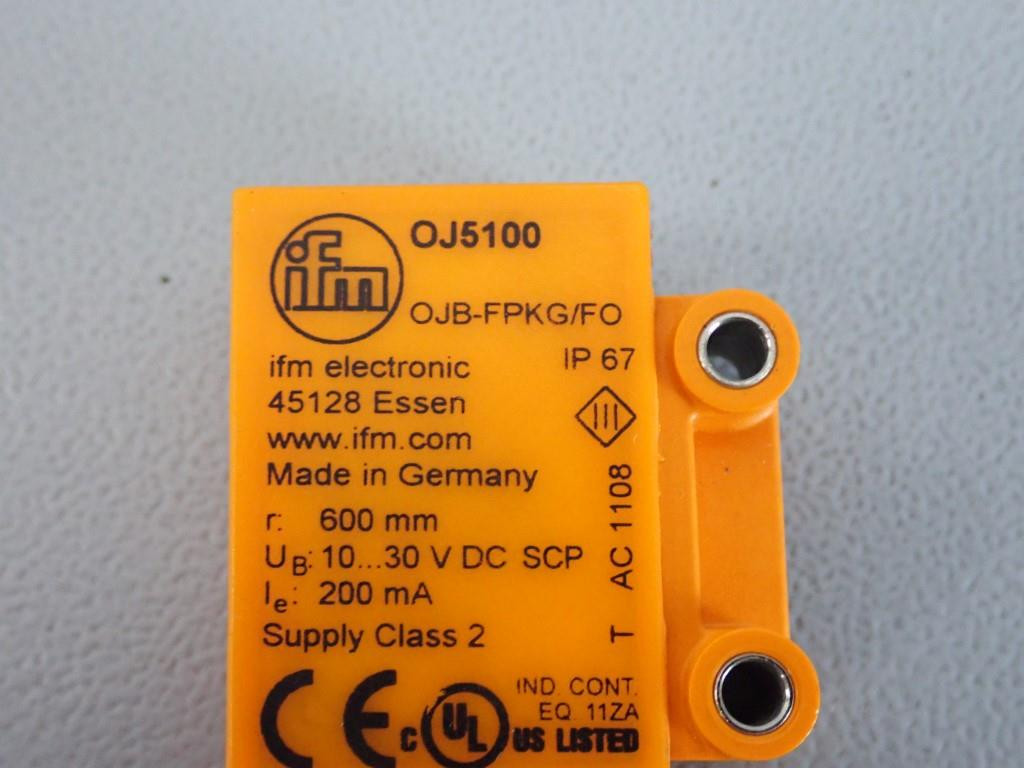 ifm
OJ5100
OJB-FPKG/FO
IP 67
ifm electronic
45128 Essen
www.ifm.com
Made in Germany
r: 600 mm
UB: 10...30 V DC SCP
Ie: 200 mA
Supply Class 2
T AC 1108
CE
c UL US LISTED
IND. CONT.
EQ. 11ZA